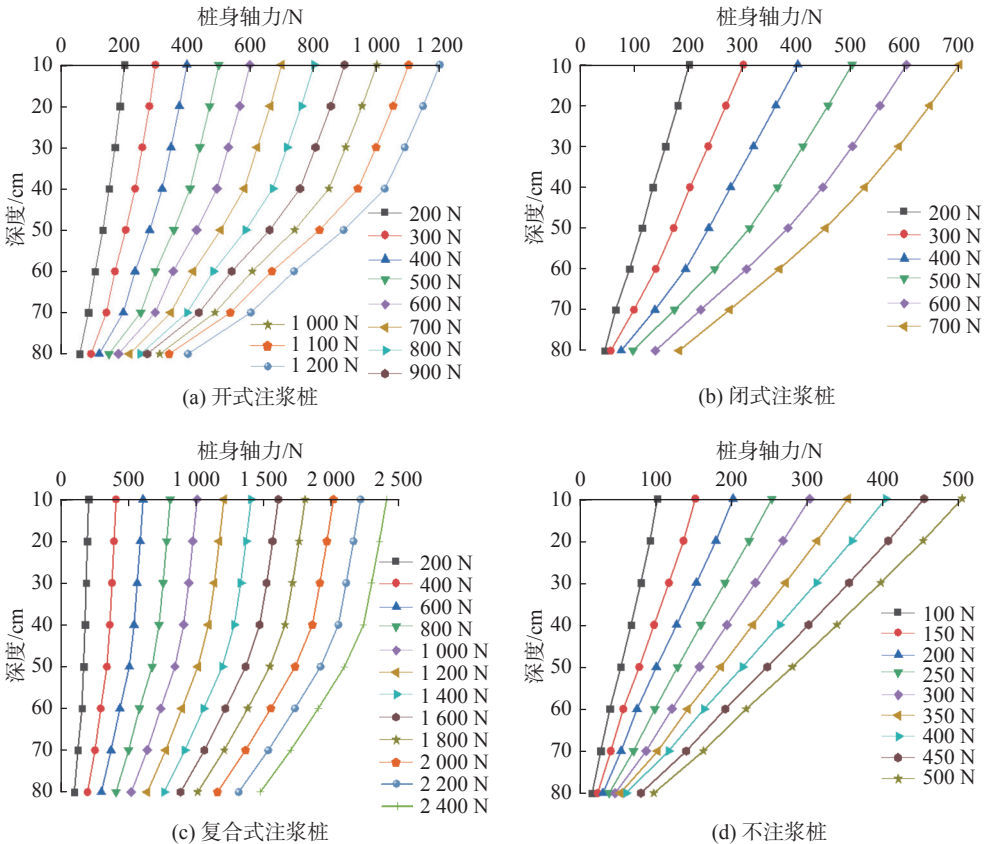 桩身轴力/N
0 200 400 600 800 1 000 1 200
10
20
30
40
50
60
70
80
深度/cm
200 N
300 N
400 N
500 N
600 N
700 N
800 N
900 N
1 000 N
1 100 N
1 200 N
(a) 开式注浆桩
桩身轴力/N
0 100 200 300 400 500 600 700
10
20
30
40
50
60
70
80
深度/cm
200 N
300 N
400 N
500 N
600 N
700 N
(b) 闭式注浆桩
桩身轴力/N
0 500 1 000 1 500 2 000 2 500
10
20
30
40
50
60
70
80
深度/cm
200 N
400 N
600 N
800 N
1 000 N
1 200 N
1 400 N
1 600 N
1 800 N
2 000 N
2 200 N
2 400 N
(c) 复合式注浆桩
桩身轴力/N
0 100 200 300 400 500
10
20
30
40
50
60
70
80
深度/cm
100 N
150 N
200 N
250 N
300 N
350 N
400 N
450 N
500 N
(d) 不注浆桩